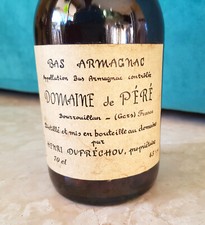 BAS ARMAGNAC
Appellation Bas Armagnac contrôlée
DOMAINE de PÉRÉ
Bourrouillan — (Gers) France
Distillé et mis en bouteille au domaine
par
HENRI DUFRÉCHOU, propriétaire
70 cl